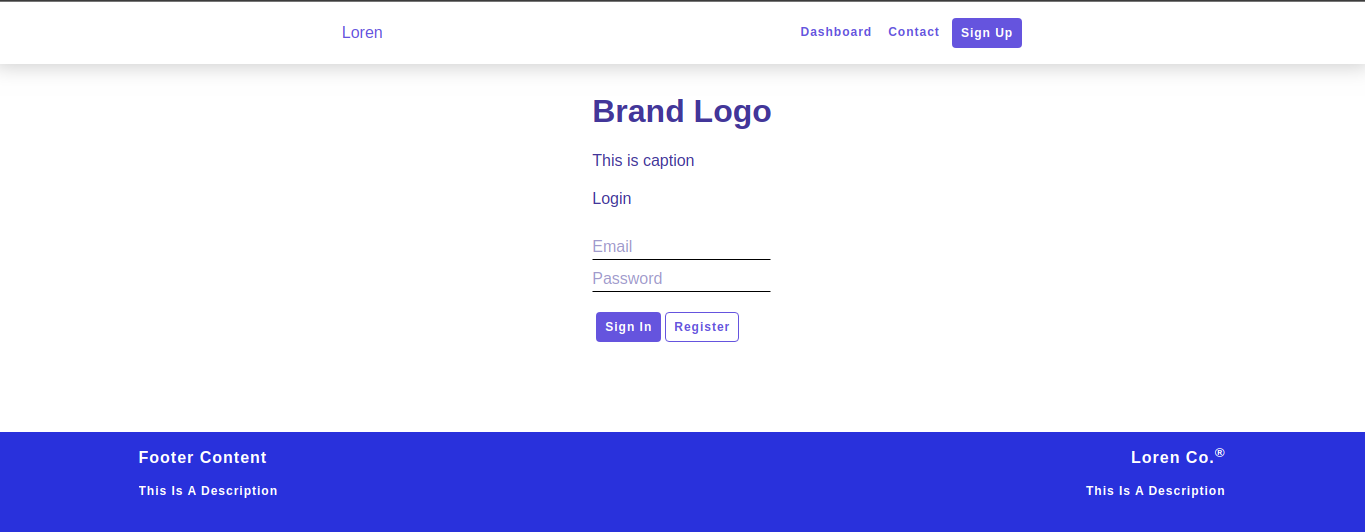 Loren Dashboard Contact Sign Up
Brand Logo
This is caption
Login
Email
Password
Sign In Register
Footer Content Loren Co.®
This Is A Description This Is A Description